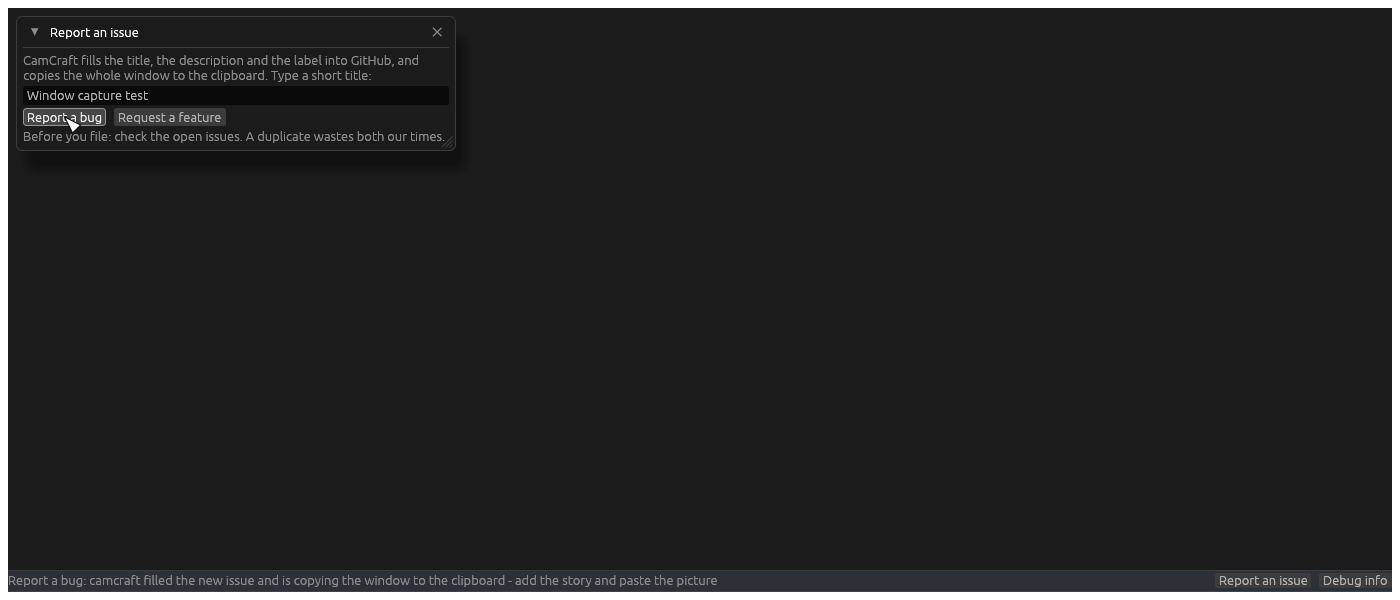 Report an issue
CamCraft fills the title, the description and the label into GitHub, and
copies the whole window to the clipboard. Type a short title:
Window capture test
Report a bug
Request a feature
Before you file: check the open issues. A duplicate wastes both our times.
Report a bug: camcraft filled the new issue and is copying the window to the clipboard - add the story and paste the picture
Report an issue
Debug info